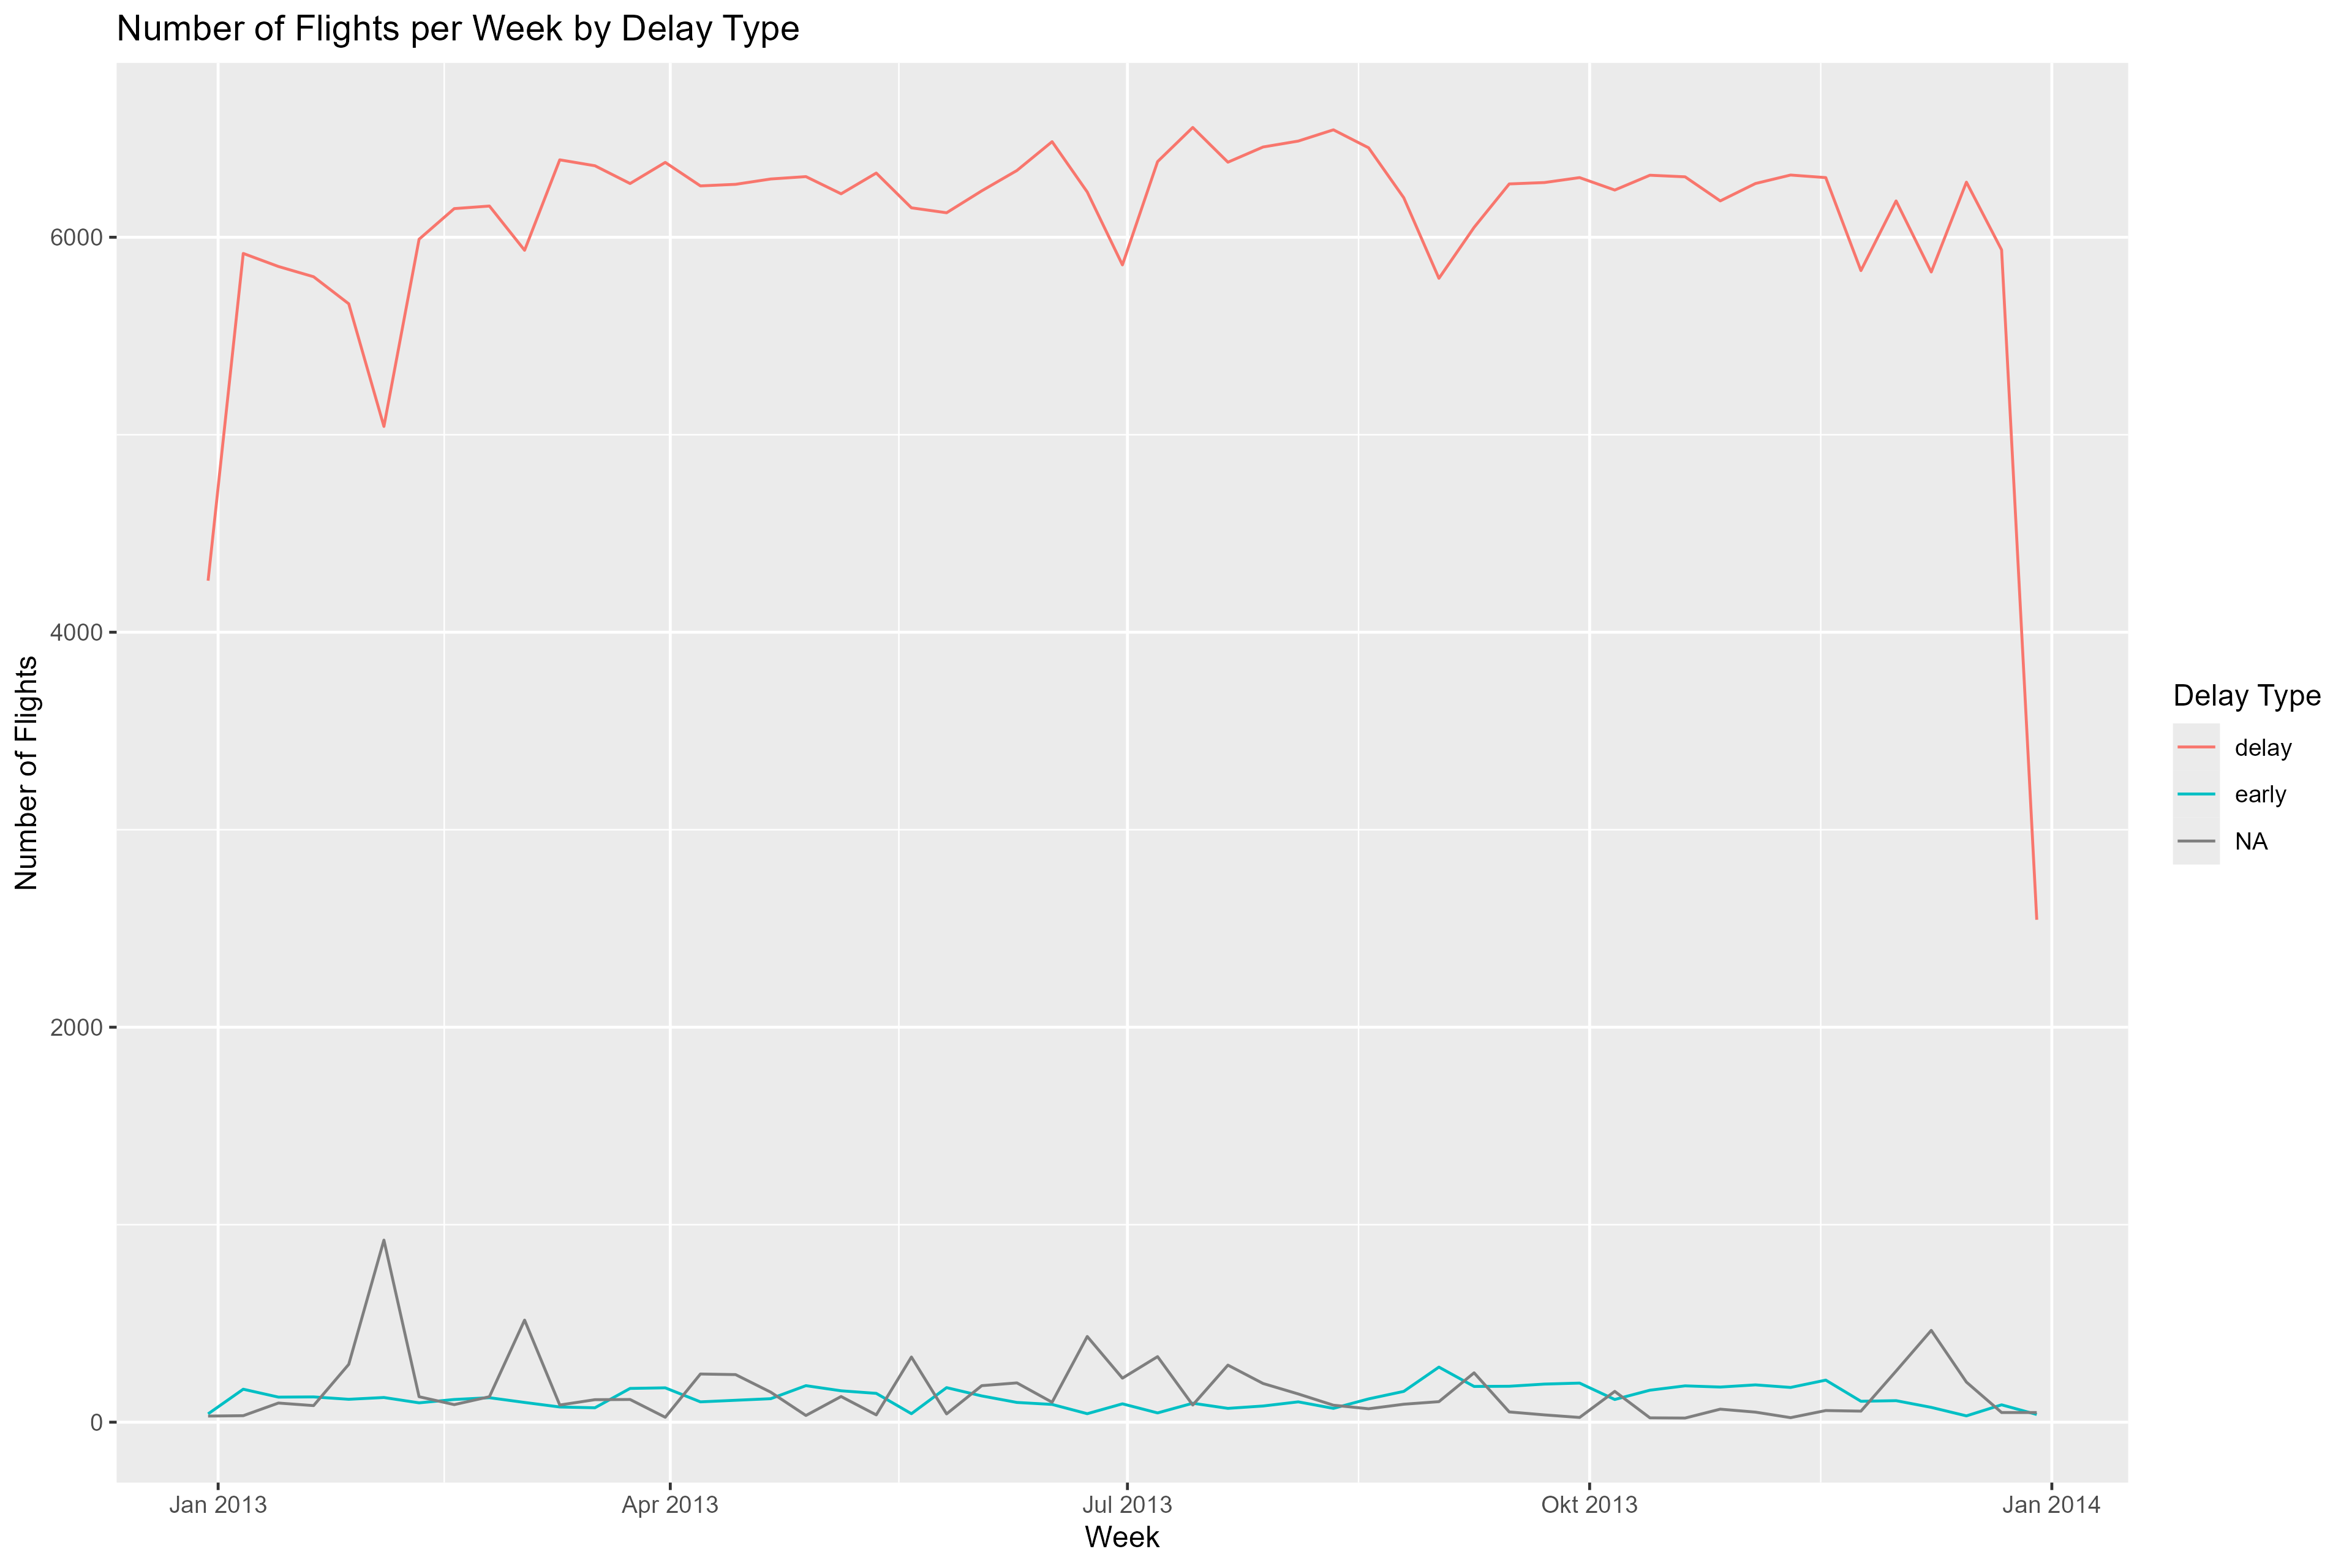 Number of Flights per Week by Delay Type
Number of Flights
6000
4000
2000
0
Jan 2013
Apr 2013
Jul 2013
Okt 2013
Jan 2014
Week
Delay Type
delay
early
NA